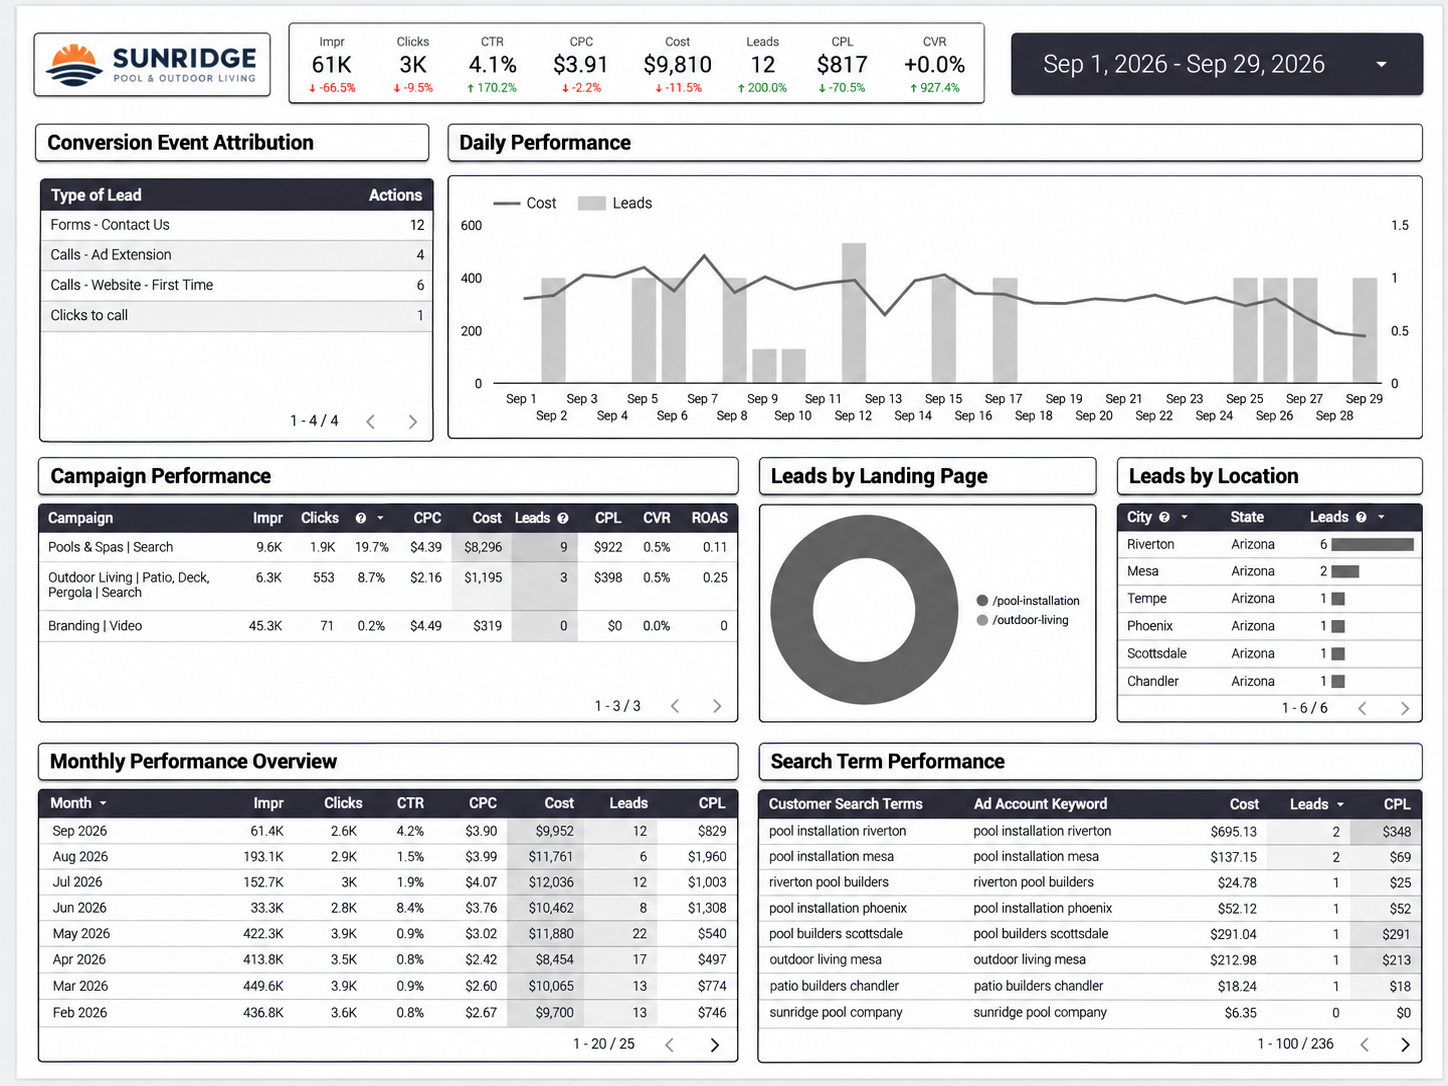 SUNRIDGE
POOL & OUTDOOR LIVING
Impr Clicks CTR CPC Cost Leads CPL CVR
61K 3K 4.1% $3.91 $9,810 12 $817 +0.0%
↓ -66.5% ↓ -9.5% ↑ 170.2% ↓ -2.2% ↓ -11.5% ↑ 200.0% ↓ -70.5% ↑ 927.4%
Sep 1, 2026 - Sep 29, 2026
Conversion Event Attribution
Type of Lead Actions
Forms - Contact Us 12
Calls - Ad Extension 4
Calls - Website - First Time 6
Clicks to call 1
1 - 4 / 4
Daily Performance
Cost Leads
600 1.5
400 1
200 0.5
0 0
Sep 1 Sep 3 Sep 5 Sep 7 Sep 9 Sep 11 Sep 13 Sep 15 Sep 17 Sep 19 Sep 21 Sep 23 Sep 25 Sep 27 Sep 29
Sep 2 Sep 4 Sep 6 Sep 8 Sep 10 Sep 12 Sep 14 Sep 16 Sep 18 Sep 20 Sep 22 Sep 24 Sep 26 Sep 28
Campaign Performance
Campaign Impr Clicks CPC Cost Leads CPL CVR ROAS
Pools & Spas | Search 9.6K 1.9K 19.7% $4.39 $8,296 9 $922 0.5% 0.11
Outdoor Living | Patio, Deck, 6.3K 553 8.7% $2.16 $1,195 3 $398 0.5% 0.25
Pergola | Search
Branding | Video 45.3K 71 0.2% $4.49 $319 0 $0 0.0% 0
1 - 3 / 3
Leads by Landing Page
/pool-installation
/outdoor-living
Leads by Location
City State Leads
Riverton Arizona 6
Mesa Arizona 2
Tempe Arizona 1
Phoenix Arizona 1
Scottsdale Arizona 1
Chandler Arizona 1
1 - 6 / 6
Monthly Performance Overview
Month Impr Clicks CTR CPC Cost Leads CPL
Sep 2026 61.4K 2.6K 4.2% $3.90 $9,952 12 $829
Aug 2026 193.1K 2.9K 1.5% $3.99 $11,761 6 $1,960
Jul 2026 152.7K 3K 1.9% $4.07 $12,036 12 $1,003
Jun 2026 33.3K 2.8K 8.4% $3.76 $10,462 8 $1,308
May 2026 422.3K 3.9K 0.9% $3.02 $11,880 22 $540
Apr 2026 413.8K 3.5K 0.8% $2.42 $8,454 17 $497
Mar 2026 449.6K 3.9K 0.9% $2.60 $10,065 13 $774
Feb 2026 436.8K 3.6K 0.8% $2.67 $9,700 13 $746
1 - 20 / 25
Search Term Performance
Customer Search Terms Ad Account Keyword Cost Leads CPL
pool installation riverton pool installation riverton $695.13 2 $348
pool installation mesa pool installation mesa $137.15 2 $69
riverton pool builders riverton pool builders $24.78 1 $25
pool installation phoenix pool installation phoenix $52.12 1 $52
pool builders scottsdale pool builders scottsdale $291.04 1 $291
outdoor living mesa outdoor living mesa $212.98 1 $213
patio builders chandler patio builders chandler $18.24 1 $18
sunridge pool company sunridge pool company $6.35 0 $0
1 - 100 / 236